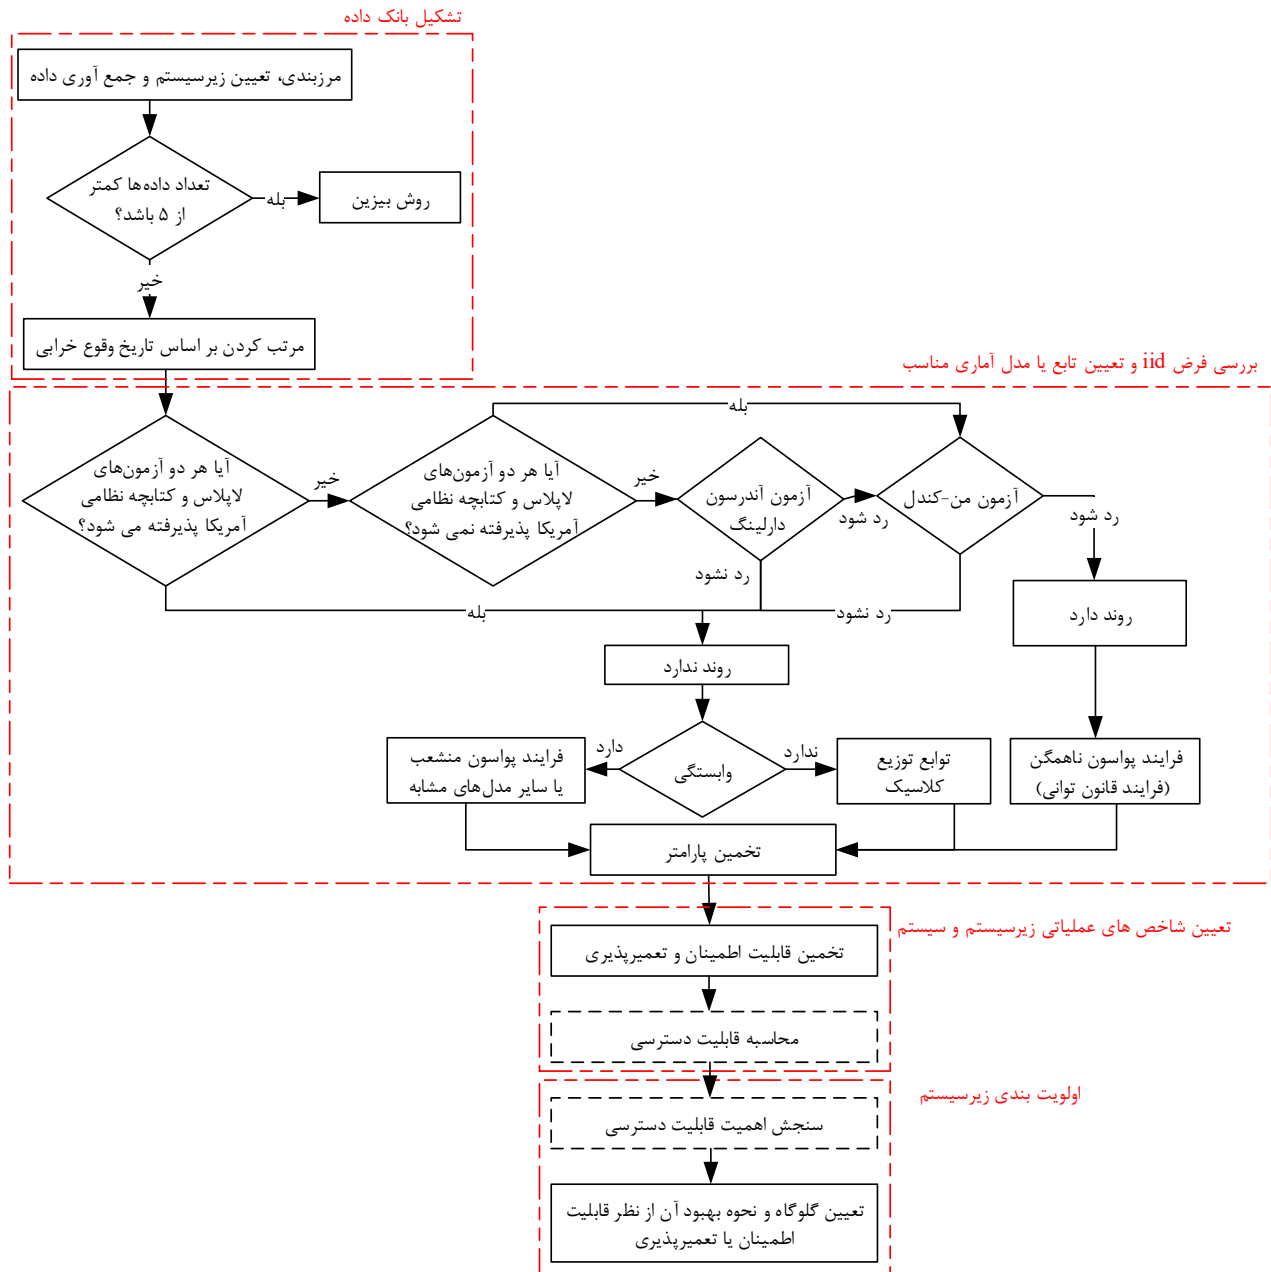 تشکیل بانک داده
مرزبندی، تعیین زیرسیستم و جمع آوری داده
تعداد داده‌ها کمتر
از ۵ باشد؟
بله
روش بیزین
خیر
مرتب کردن بر اساس تاریخ وقوع خرابی
بررسی فرض iid و تعیین تابع یا مدل آماری مناسب
بله
آیا هر دو آزمون‌های
لاپلاس و کتابچه نظامی
آمریکا پذیرفته می شود؟
خیر
آیا هر دو آزمون‌های
لاپلاس و کتابچه نظامی
آمریکا پذیرفته نمی شود؟
خیر
آزمون آندرسون
دارلینگ
رد شود
آزمون من-کندل
رد شود
رد نشود
بله
رد نشود
روند دارد
روند ندارد
وابستگی
دارد
ندارد
فرایند پواسون منشعب
یا سایر مدل‌های مشابه
توابع توزیع
کلاسیک
فرایند پواسون ناهمگن
(فرایند قانون توانی)
تخمین پارامتر
تعیین شاخص های عملیاتی زیرسیستم و سیستم
تخمین قابلیت اطمینان و تعمیرپذیری
محاسبه قابلیت دسترسی
اولویت بندی زیرسیستم
سنجش اهمیت قابلیت دسترسی
تعیین گلوگاه و نحوه بهبود آن از نظر قابلیت
اطمینان یا تعمیرپذیری